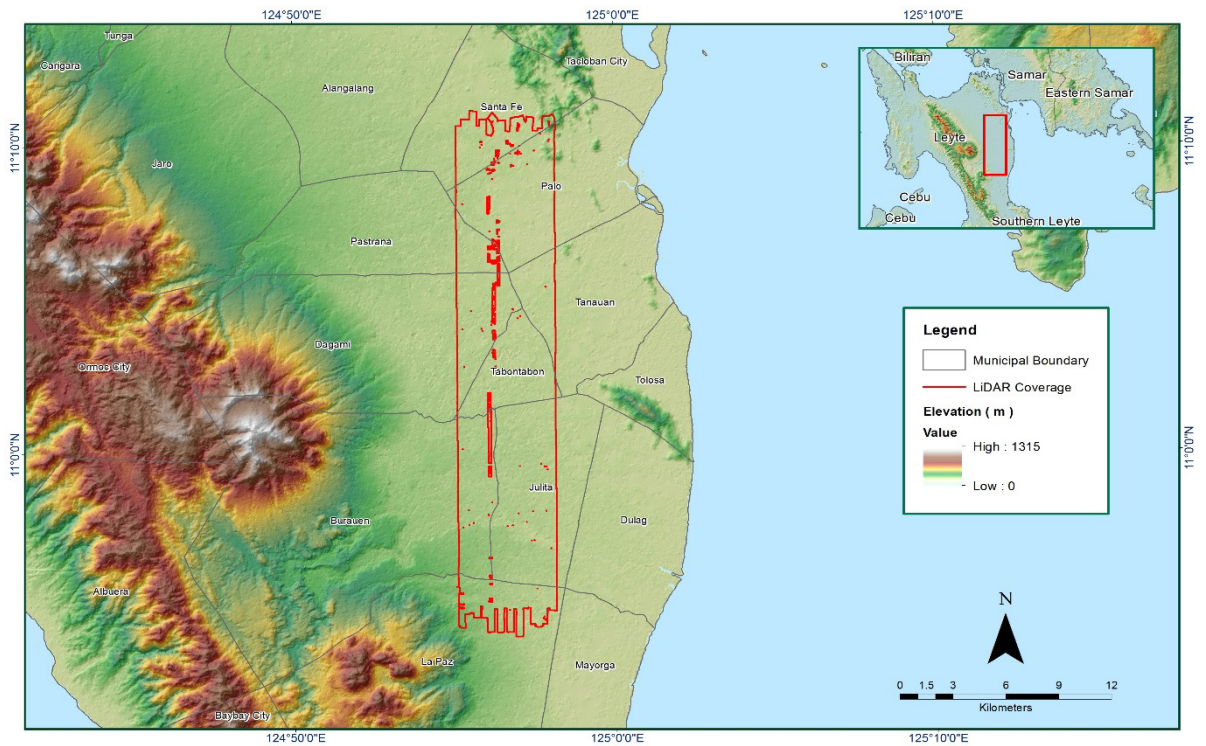 124°50'0"E
125°0'0"E
125°10'0"E
Tunga
Carigara
Tacloban City
Alangalang
Santa Fe
11°10'0"N
11°10'0"N
Jaro
Palo
Pastrana
Tanauan
Dagami
Ormos City
Tabontabon
Tolosa
11°0'0"N
11°0'0"N
Julita
Burauen
Dulag
Albuera
La Paz
Mayorga
Baybay City
Biliran
Samar
Eastern Samar
Leyte
Cebu
Cebu
Southern Leyte
Legend
Municipal Boundary
LiDAR Coverage
Elevation ( m )
Value
High : 1315
Low : 0
N
0 1.5 3 6 9 12
Kilometers
124°50'0"E
125°0'0"E
125°10'0"E